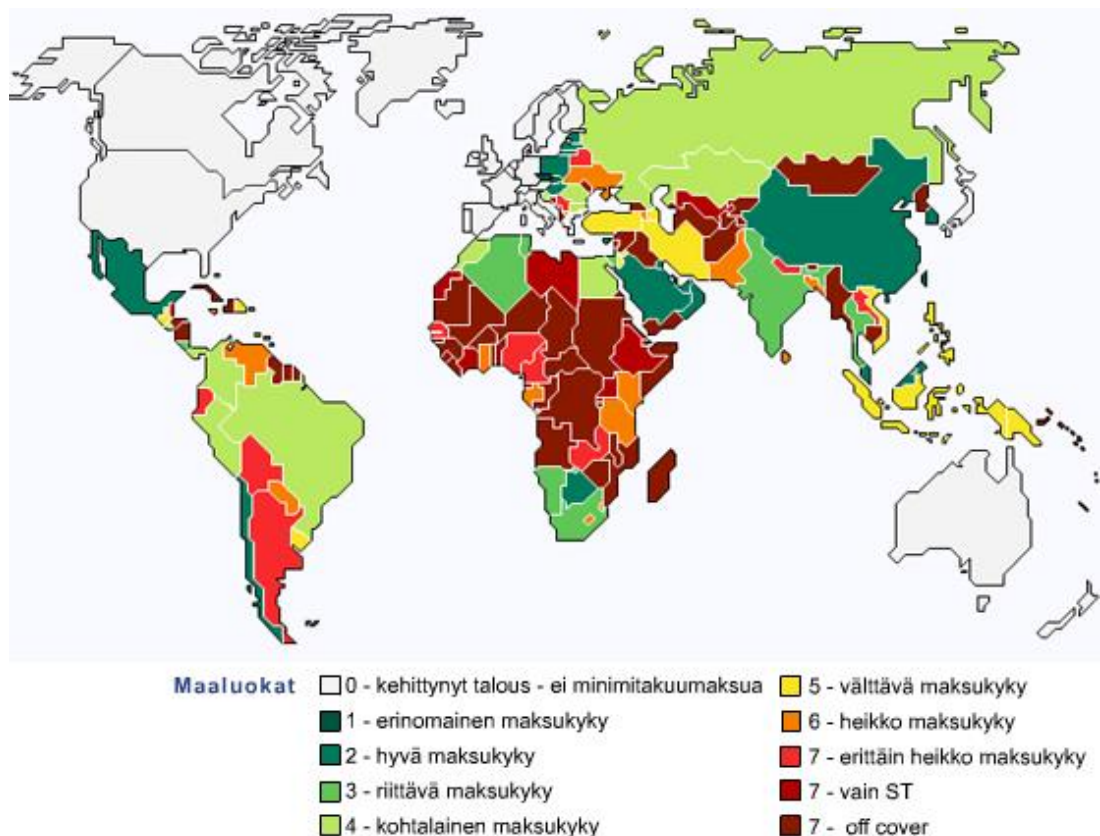 Maaluokat
0 - kehittynyt talous - ei minimitakuumaksua
1 - erinomainen maksukyky
2 - hyvä maksukyky
3 - riittävä maksukyky
4 - kohtalainen maksukyky
5 - välttävä maksukyky
6 - heikko maksukyky
7 - erittäin heikko maksukyky
7 - vain ST
7 - off cover